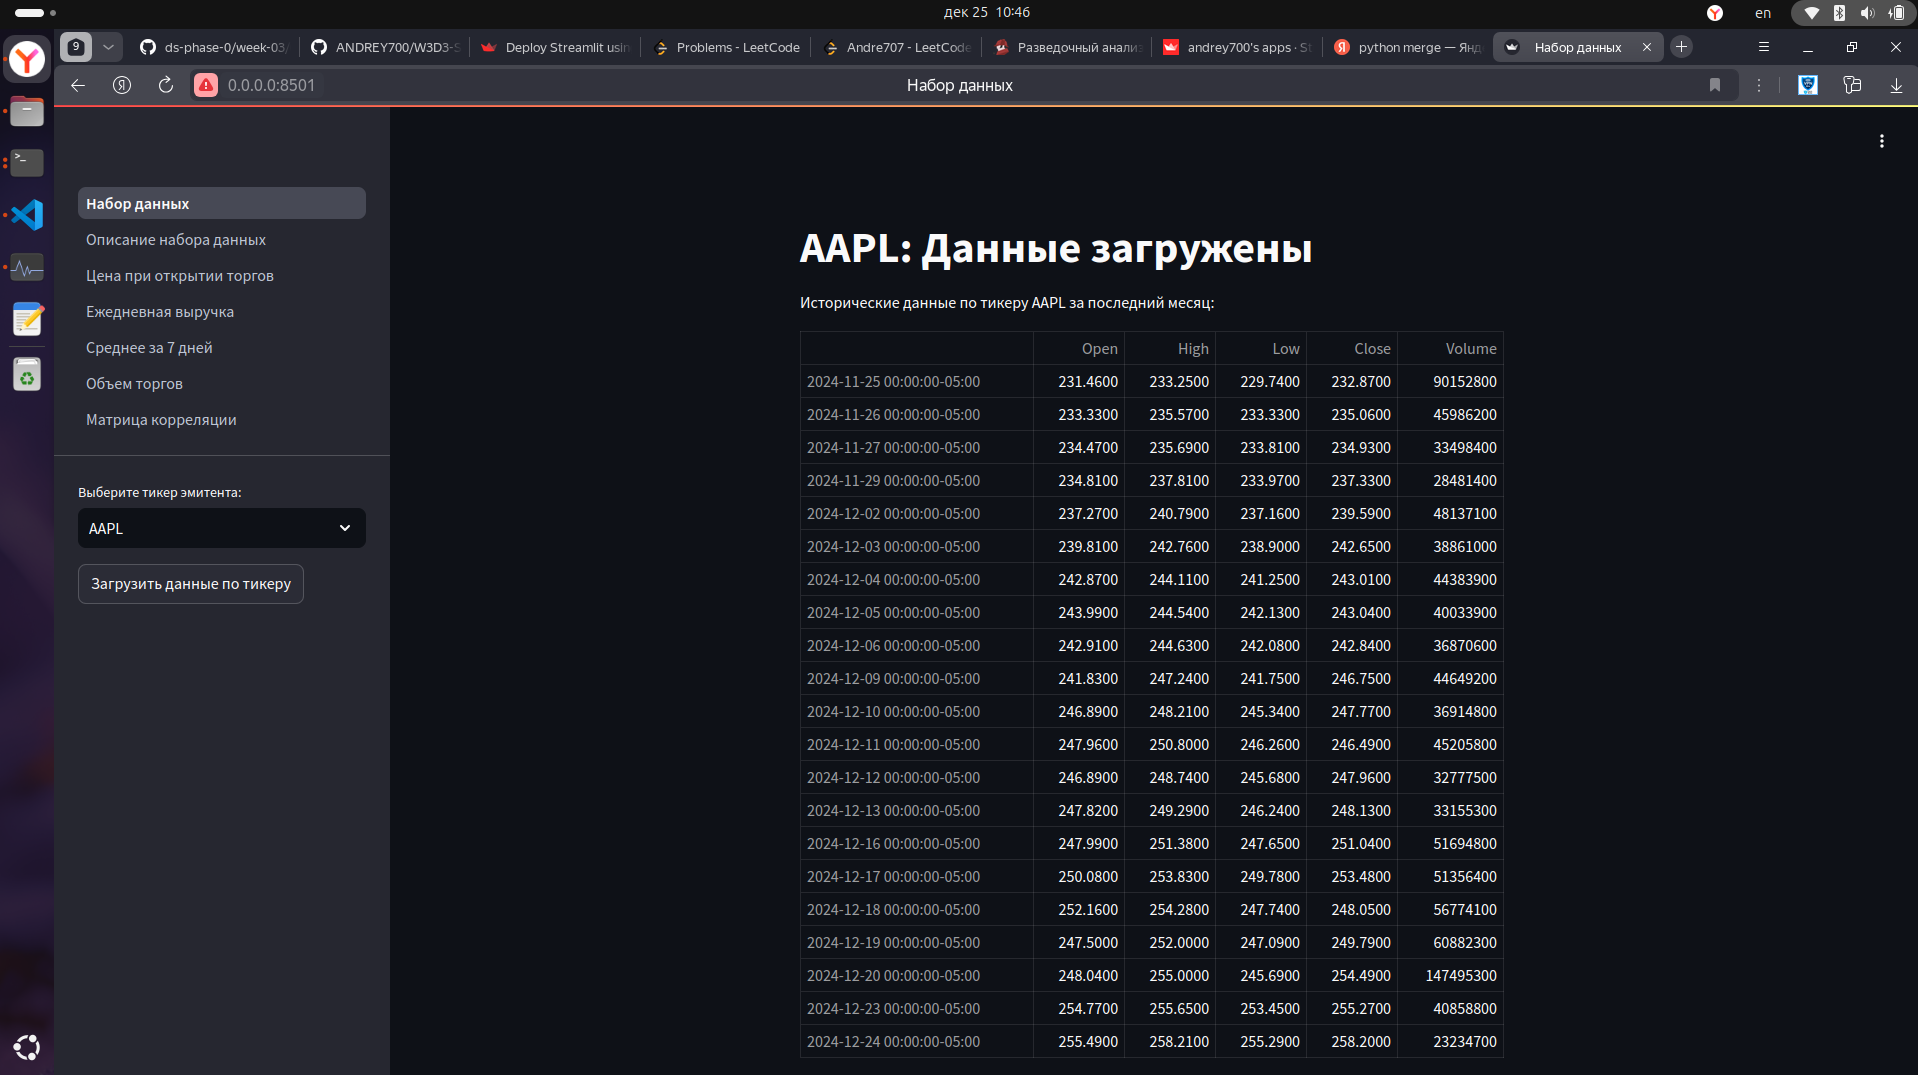 дек 25 10:46
en
9
ds-phase-0/week-03/
ANDREY700/W3D3-S
Deploy Streamlit usin
Problems - LeetCode
Andre707 - LeetCode
Разведочный анализ
andrey700's apps · St
python merge — Янд
Набор данных
0.0.0.0:8501
Набор данных
Набор данных
Описание набора данных
Цена при открытии торгов
Ежедневная выручка
Среднее за 7 дней
Объем торгов
Матрица корреляции
Выберите тикер эмитента:
AAPL
Загрузить данные по тикеру
AAPL: Данные загружены
Исторические данные по тикеру AAPL за последний месяц:
Open High Low Close Volume
2024-11-25 00:00:00-05:00 231.4600 233.2500 229.7400 232.8700 90152800
2024-11-26 00:00:00-05:00 233.3300 235.5700 233.3300 235.0600 45986200
2024-11-27 00:00:00-05:00 234.4700 235.6900 233.8100 234.9300 33498400
2024-11-29 00:00:00-05:00 234.8100 237.8100 233.9700 237.3300 28481400
2024-12-02 00:00:00-05:00 237.2700 240.7900 237.1600 239.5900 48137100
2024-12-03 00:00:00-05:00 239.8100 242.7600 238.9000 242.6500 38861000
2024-12-04 00:00:00-05:00 242.8700 244.1100 241.2500 243.0100 44383900
2024-12-05 00:00:00-05:00 243.9900 244.5400 242.1300 243.0400 40033900
2024-12-06 00:00:00-05:00 242.9100 244.6300 242.0800 242.8400 36870600
2024-12-09 00:00:00-05:00 241.8300 247.2400 241.7500 246.7500 44649200
2024-12-10 00:00:00-05:00 246.8900 248.2100 245.3400 247.7700 36914800
2024-12-11 00:00:00-05:00 247.9600 250.8000 246.2600 246.4900 45205800
2024-12-12 00:00:00-05:00 246.8900 248.7400 245.6800 247.9600 32777500
2024-12-13 00:00:00-05:00 247.8200 249.2900 246.2400 248.1300 33155300
2024-12-16 00:00:00-05:00 247.9900 251.3800 247.6500 251.0400 51694800
2024-12-17 00:00:00-05:00 250.0800 253.8300 249.7800 253.4800 51356400
2024-12-18 00:00:00-05:00 252.1600 254.2800 247.7400 248.0500 56774100
2024-12-19 00:00:00-05:00 247.5000 252.0000 247.0900 249.7900 60882300
2024-12-20 00:00:00-05:00 248.0400 255.0000 245.6900 254.4900 147495300
2024-12-23 00:00:00-05:00 254.7700 255.6500 253.4500 255.2700 40858800
2024-12-24 00:00:00-05:00 255.4900 258.2100 255.2900 258.2000 23234700